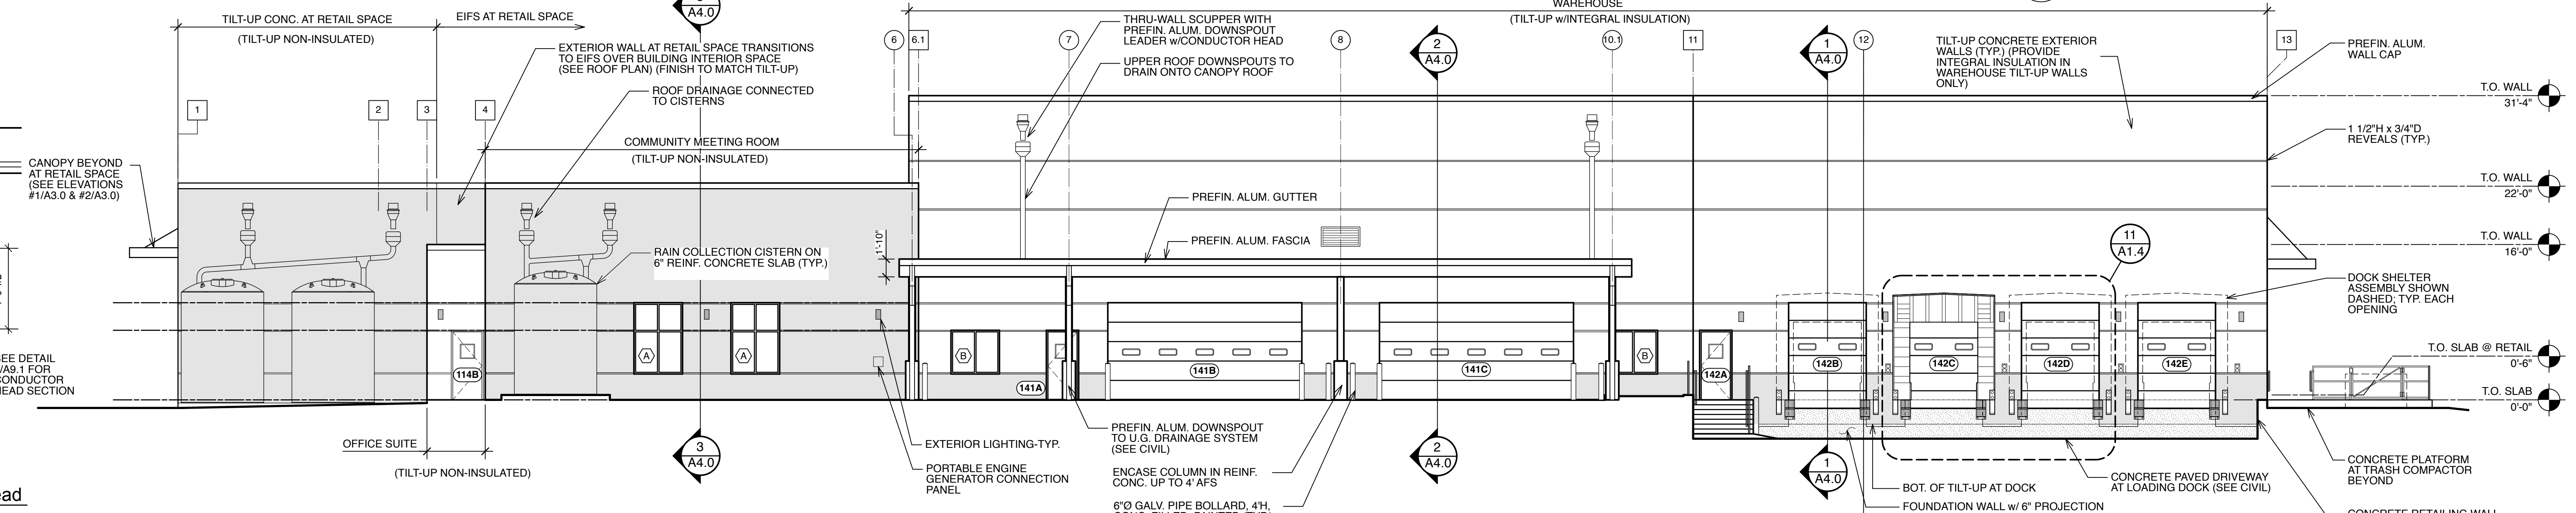 TILT-UP CONC. AT RETAIL SPACE
(TILT-UP NON-INSULATED)
EIFS AT RETAIL SPACE
A4.0
WAREHOUSE
(TILT-UP w/INTEGRAL INSULATION)
EXTERIOR WALL AT RETAIL SPACE TRANSITIONS
TO EIFS OVER BUILDING INTERIOR SPACE
(SEE ROOF PLAN) (FINISH TO MATCH TILT-UP)
ROOF DRAINAGE CONNECTED
TO CISTERNS
THRU-WALL SCUPPER WITH
PREFIN. ALUM. DOWNSPOUT
LEADER w/CONDUCTOR HEAD
UPPER ROOF DOWNSPOUTS TO
DRAIN ONTO CANOPY ROOF
TILT-UP CONCRETE EXTERIOR
WALLS (TYP.) (PROVIDE
INTEGRAL INSULATION IN
WAREHOUSE TILT-UP WALLS
ONLY)
PREFIN. ALUM.
WALL CAP
1
2
3
4
6
6.1
7
8
2
A4.0
10.1
11
1
A4.0
12
13
T.O. WALL
31'-4"
1 1/2"H x 3/4"D
REVEALS (TYP.)
T.O. WALL
22'-0"
T.O. WALL
16'-0"
CANOPY BEYOND
AT RETAIL SPACE
(SEE ELEVATIONS
#1/A3.0 & #2/A3.0)
COMMUNITY MEETING ROOM
(TILT-UP NON-INSULATED)
PREFIN. ALUM. GUTTER
PREFIN. ALUM. FASCIA
1'-10"
RAIN COLLECTION CISTERN ON
6" REINF. CONCRETE SLAB (TYP.)
11
A1.4
DOCK SHELTER
ASSEMBLY SHOWN
DASHED; TYP. EACH
OPENING
T.O. SLAB @ RETAIL
0'-6"
T.O. SLAB
0'-0"
SEE DETAIL
/A9.1 FOR
CONDUCTOR
HEAD SECTION
114B
A
A
B
141A
141B
141C
B
142A
142B
142C
142D
142E
OFFICE SUITE
(TILT-UP NON-INSULATED)
3
A4.0
EXTERIOR LIGHTING-TYP.
PORTABLE ENGINE
GENERATOR CONNECTION
PANEL
PREFIN. ALUM. DOWNSPOUT
TO U.G. DRAINAGE SYSTEM
(SEE CIVIL)
ENCASE COLUMN IN REINF.
CONC. UP TO 4' AFS
6"Ø GALV. PIPE BOLLARD, 4'H,
2
A4.0
1
A4.0
BOT. OF TILT-UP AT DOCK
FOUNDATION WALL w/ 6" PROJECTION
CONCRETE PAVED DRIVEWAY
AT LOADING DOCK (SEE CIVIL)
CONCRETE PLATFORM
AT TRASH COMPACTOR
BEYOND
CONCRETE RETAILING WALL
ead